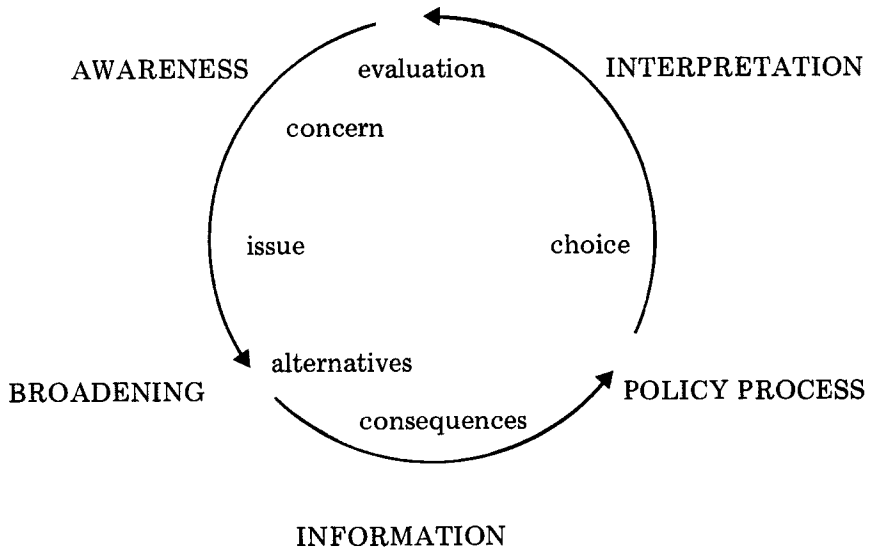 AWARENESS
evaluation
INTERPRETATION
concern
issue
choice
alternatives
BROADENING
POLICY PROCESS
consequences
INFORMATION